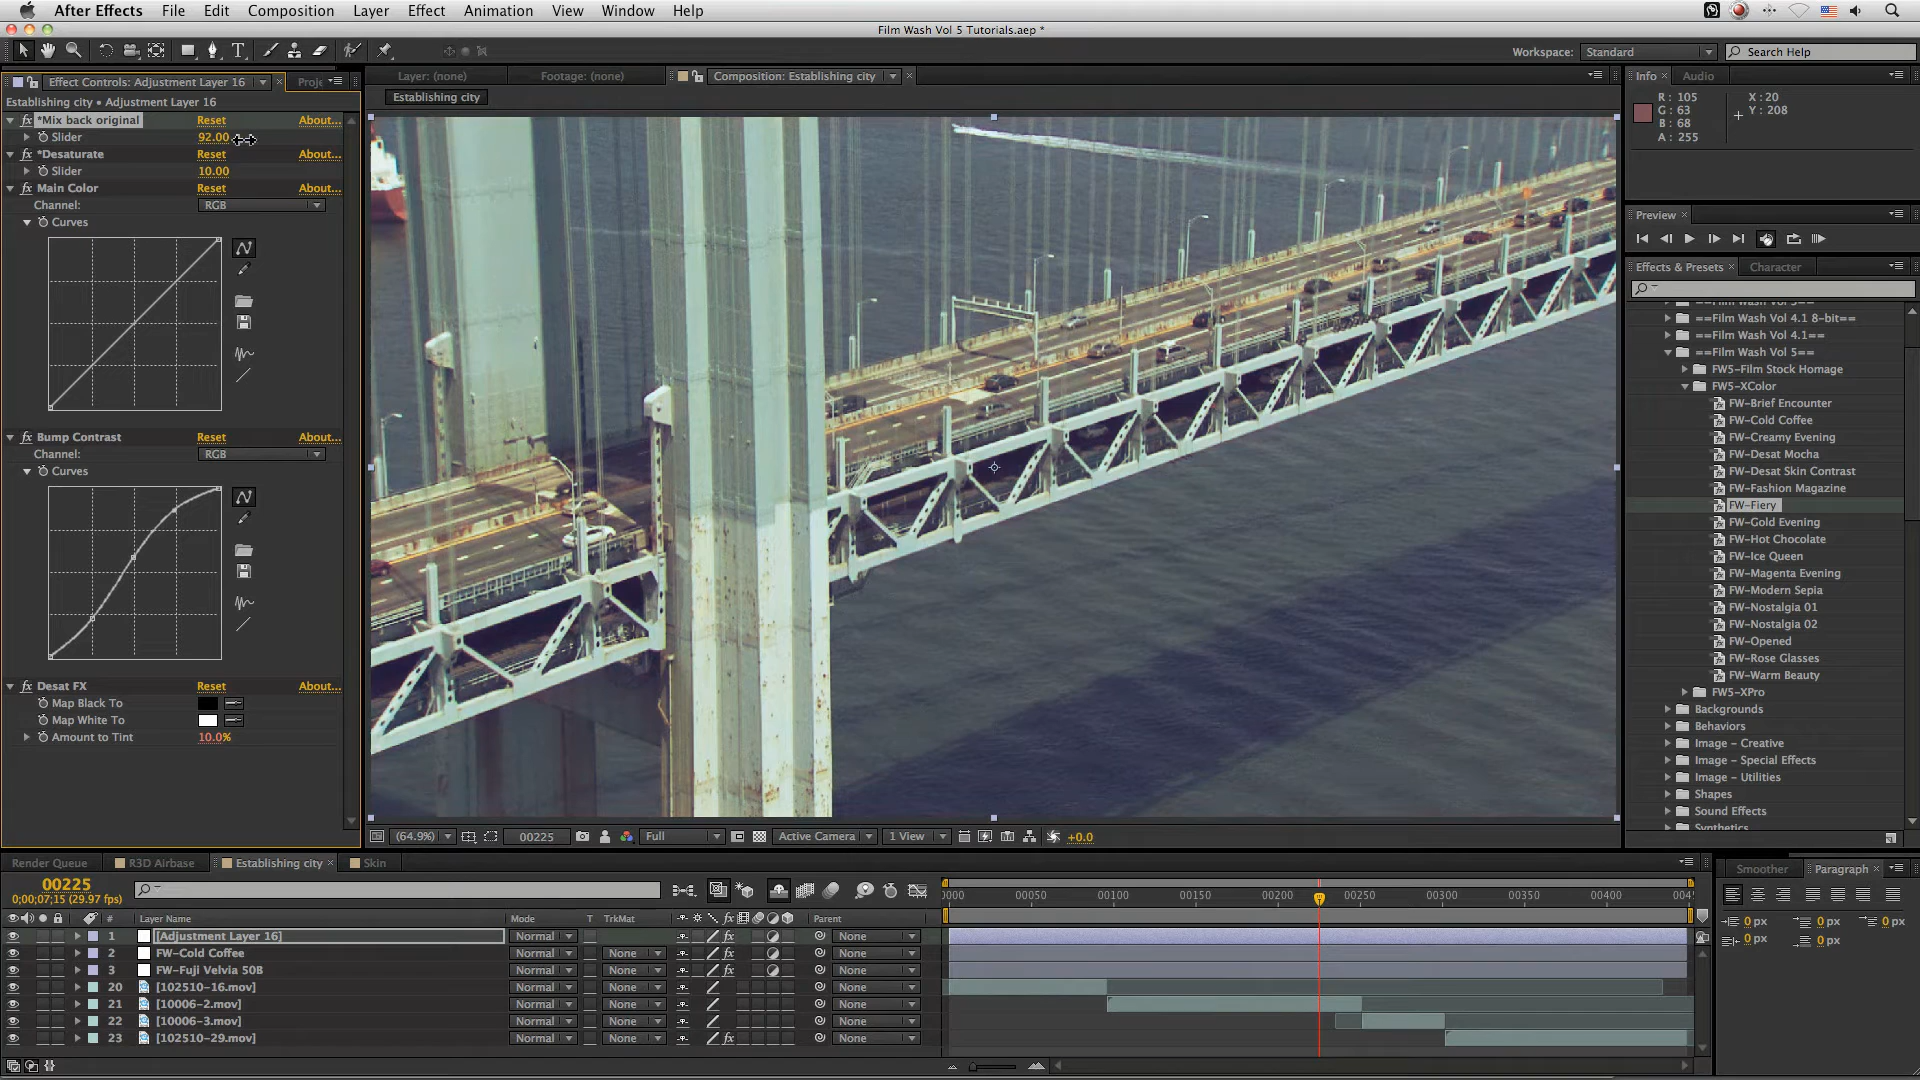 After Effects File Edit Composition Layer Effect Animation View Window Help
Film Wash Vol 5 Tutorials.aep *
Workspace: Standard Search Help
Effect Controls: Adjustment Layer 16 Proje
Layer: (none) Footage: (none) Composition: Establishing city
Info Audio
Establishing city • Adjustment Layer 16
Establishing city
R: 105 X: 20
G: 63 Y: 208
B: 68
A: 255
*Mix back original Reset About...
Slider 92.00
*Desaturate Reset About...
Slider 10.00
Main Color Reset About...
Channel: RGB
Curves
Bump Contrast Reset About...
Channel: RGB
Curves
Desat FX Reset About...
Map Black To
Map White To
Amount to Tint 10.0%
Preview
Effects & Presets Character
==Film Wash Vol 4.1 8-bit==
==Film Wash Vol 4.1==
==Film Wash Vol 5==
FW5-Film Stock Homage
FW5-XColor
FW-Brief Encounter
FW-Cold Coffee
FW-Creamy Evening
FW-Desat Mocha
FW-Desat Skin Contrast
FW-Fashion Magazine
FW-Fiery
FW-Gold Evening
FW-Hot Chocolate
FW-Ice Queen
FW-Magenta Evening
FW-Modern Sepia
FW-Nostalgia 01
FW-Nostalgia 02
FW-Opened
FW-Rose Glasses
FW-Warm Beauty
FW5-XPro
Backgrounds
Behaviors
Image - Creative
Image - Special Effects
Image - Utilities
Shapes
Sound Effects
Synthetics
(64.9%) 00225 Full Active Camera 1 View +0.0
Render Queue R3D Airbase Establishing city Skin
Smoother Paragraph
00225
0;00;07;15 (29.97 fps)
0000 00050 00100 00150 00200 00250 00300 00350 00400
# Layer Name Mode T TrkMat Parent
1 [Adjustment Layer 16] Normal None
2 FW-Cold Coffee Normal None None
3 FW-Fuji Velvia 50B Normal None None
20 [102510-16.mov] Normal None None
21 [10006-2.mov] Normal None None
22 [10006-3.mov] Normal None None
23 [102510-29.mov] Normal None None
0 px 0 px 0 px
0 px 0 px